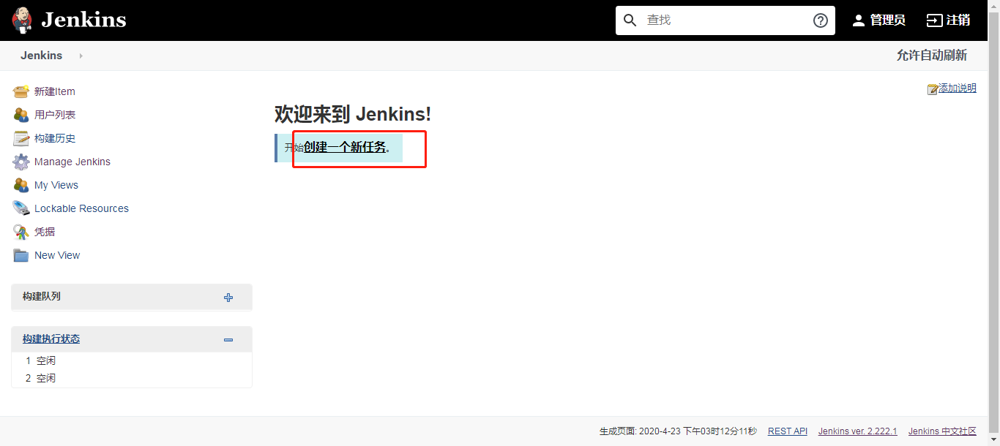 Jenkins
查找
管理员
注销
Jenkins
允许自动刷新
新建Item
用户列表
构建历史
Manage Jenkins
My Views
Lockable Resources
凭据
New View
添加说明
欢迎来到 Jenkins!
开始创建一个新任务。
构建队列
构建执行状态
1 空闲
2 空闲
生成页面: 2020-4-23 下午03时12分11秒 REST API Jenkins ver. 2.222.1 Jenkins 中文社区